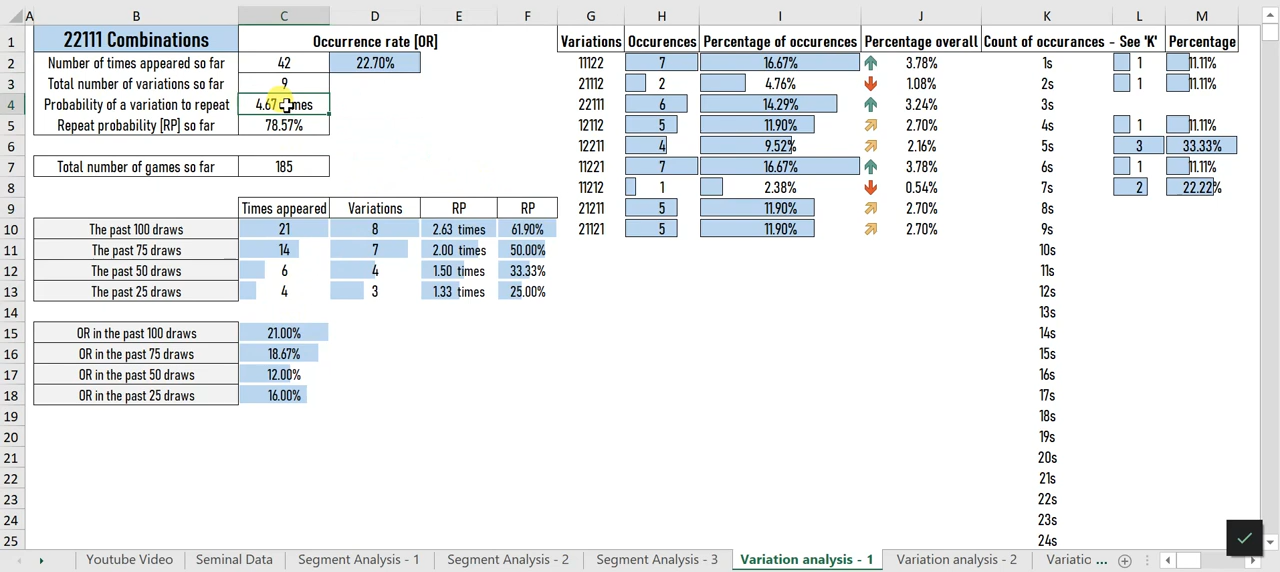 A B C D E F G H I J K L M
1 22111 Combinations Occurrence rate [OR] Variations Occurences Percentage of occurences Percentage overall Count of occurances - See 'K' Percentage
2 Number of times appeared so far 42 22.70% 11122 7 16.67% 3.78% 1s 1 11.11%
3 Total number of variations so far 9 21112 2 4.76% 1.08% 2s 1 11.11%
4 Probability of a variation to repeat 4.67 times 22111 6 14.29% 3.24% 3s
5 Repeat probability [RP] so far 78.57% 12112 5 11.90% 2.70% 4s 1 11.11%
6 12211 4 9.52% 2.16% 5s 3 33.33%
7 Total number of games so far 185 11221 7 16.67% 3.78% 6s 1 11.11%
8 11212 1 2.38% 0.54% 7s 2 22.22%
9 Times appeared Variations RP RP 21211 5 11.90% 2.70% 8s
10 The past 100 draws 21 8 2.63 times 61.90% 21121 5 11.90% 2.70% 9s
11 The past 75 draws 14 7 2.00 times 50.00% 10s
12 The past 50 draws 6 4 1.50 times 33.33% 11s
13 The past 25 draws 4 3 1.33 times 25.00% 12s
14 13s
15 OR in the past 100 draws 21.00% 14s
16 OR in the past 75 draws 18.67% 15s
17 OR in the past 50 draws 12.00% 16s
18 OR in the past 25 draws 16.00% 17s
19 18s
20 19s
21 20s
22 21s
23 22s
24 23s
25 24s
Youtube Video Seminal Data Segment Analysis - 1 Segment Analysis - 2 Segment Analysis - 3 Variation analysis - 1 Variation analysis - 2 Variatio ...